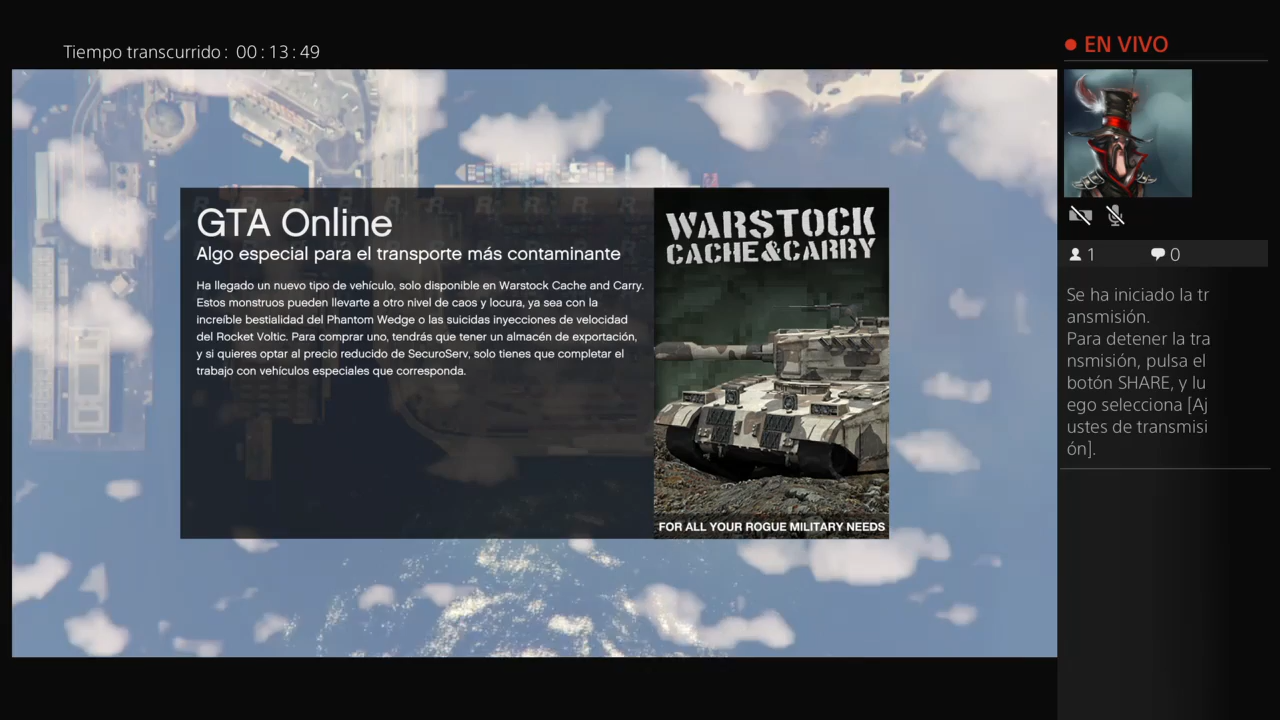 Tiempo transcurrido : 00 : 13 : 49
EN VIVO
GTA Online
Algo especial para el transporte más contaminante
Ha llegado un nuevo tipo de vehículo, solo disponible en Warstock Cache and Carry.
Estos monstruos pueden llevarte a otro nivel de caos y locura, ya sea con la
increíble bestialidad del Phantom Wedge o las suicidas inyecciones de velocidad
del Rocket Voltic. Para comprar uno, tendrás que tener un almacén de exportación,
y si quieres optar al precio reducido de SecuroServ, solo tienes que completar el
trabajo con vehículos especiales que corresponda.
WARSTOCK
CACHE&CARRY
FOR ALL YOUR ROGUE MILITARY NEEDS
1 0
Se ha iniciado la tr
ansmisión.
Para detener la tra
nsmisión, pulsa el
botón SHARE, y lu
ego selecciona [Aj
ustes de transmisi
ón].